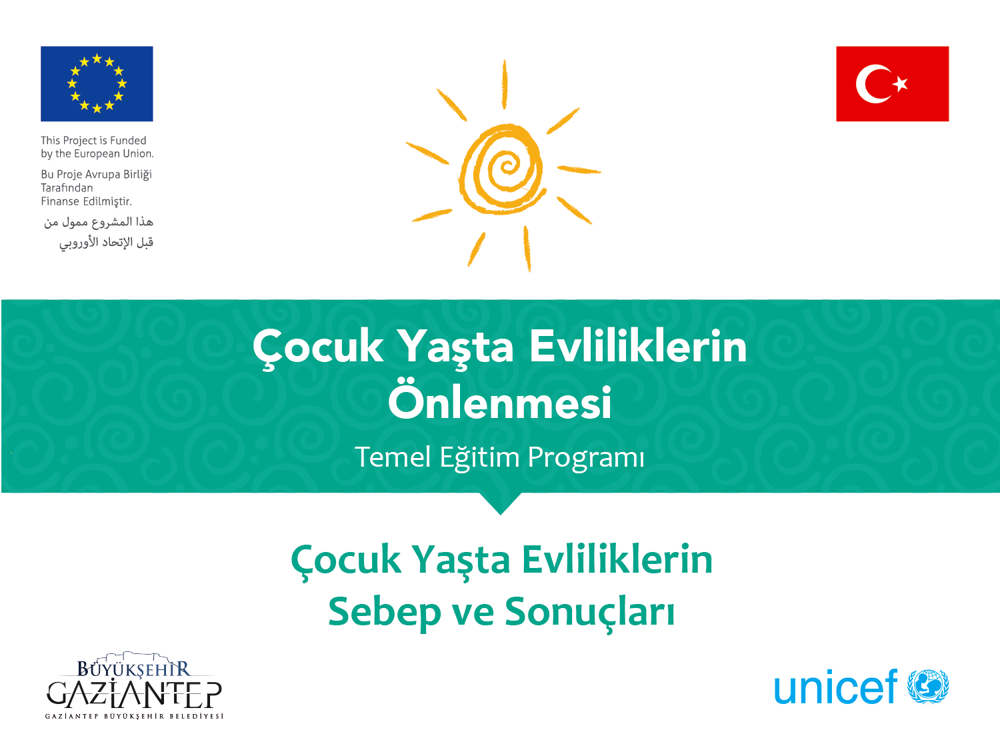 This Project is Funded
by the European Union.
Bu Proje Avrupa Birliği
Tarafından
Finanse Edilmiştir.
هذا المشروع ممول من
قبل الإتحاد الأوروبي
Çocuk Yaşta Evliliklerin
Önlenmesi
Temel Eğitim Programı
Çocuk Yaşta Evliliklerin
Sebep ve Sonuçları
BÜYÜKŞEHİR
GAZİANTEP
GAZİANTEP BÜYÜKŞEHİR BELEDİYESİ
unicef